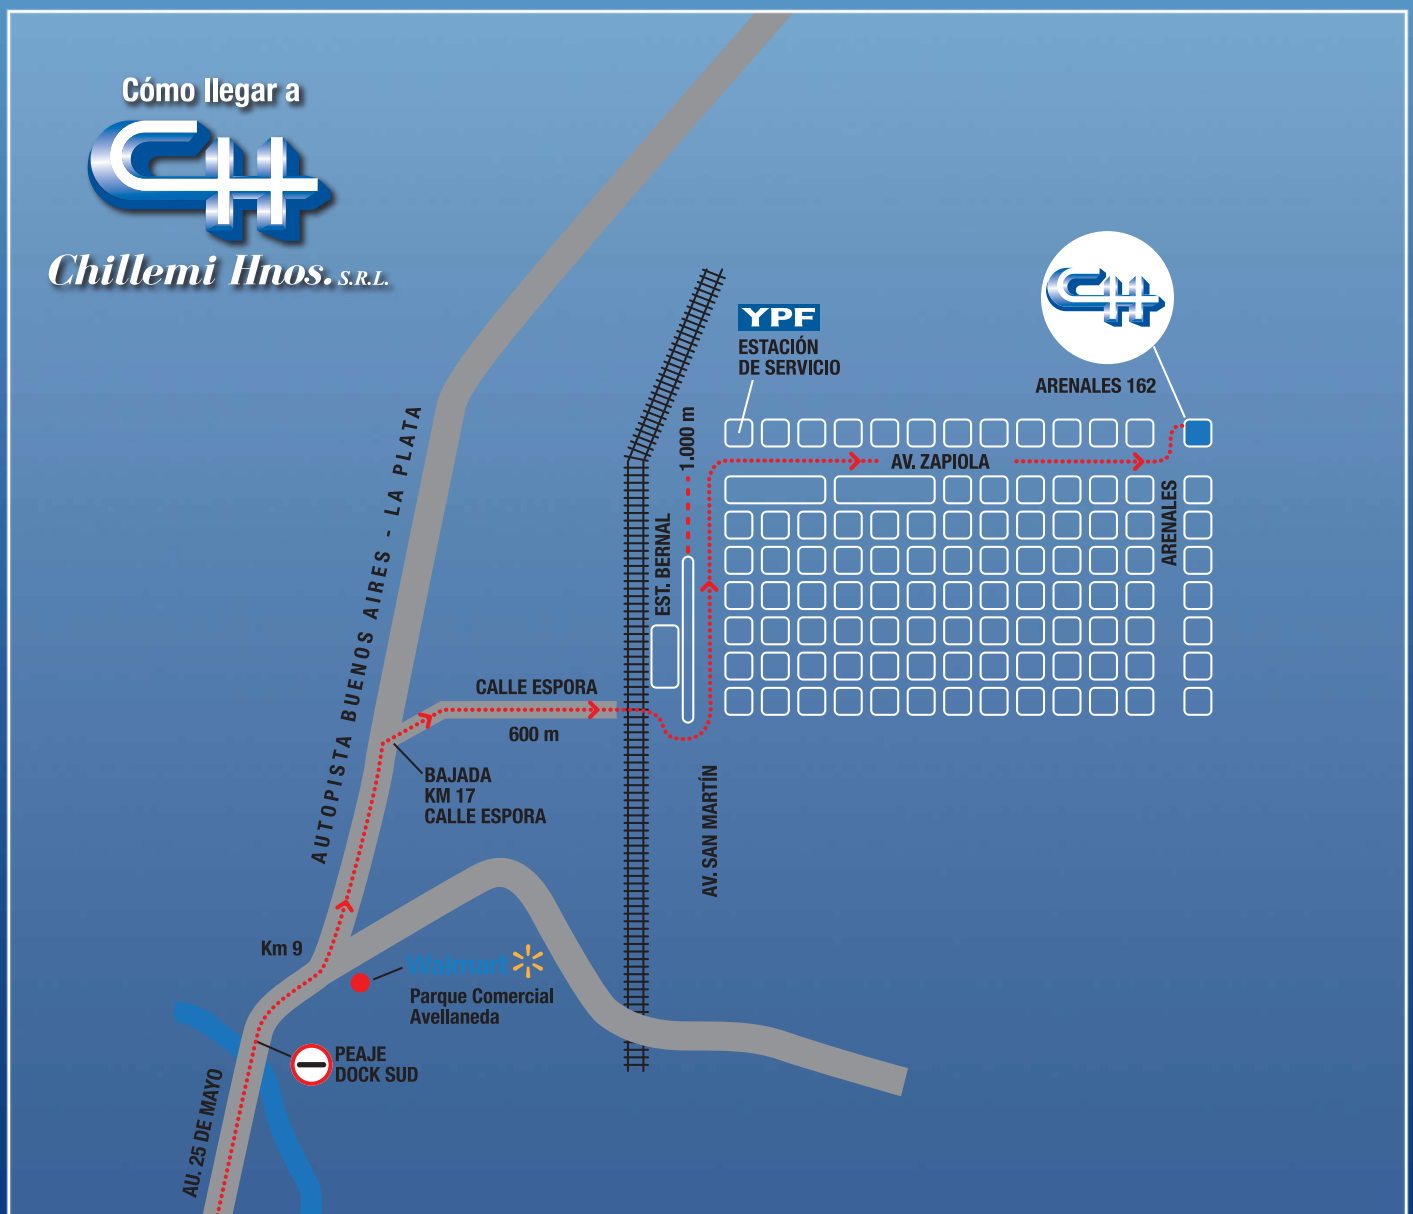 Cómo llegar a
CH
Chillemi Hnos. S.R.L.
CH
YPF
ESTACIÓN
DE SERVICIO
ARENALES 162
1.000 m
AV. ZAPIOLA
ARENALES
EST. BERNAL
AUTOPISTA BUENOS AIRES - LA PLATA
CALLE ESPORA
600 m
BAJADA
KM 17
CALLE ESPORA
AV. SAN MARTÍN
Km 9
Walmart
Parque Comercial
Avellaneda
PEAJE
DOCK SUD
AU. 25 DE MAYO